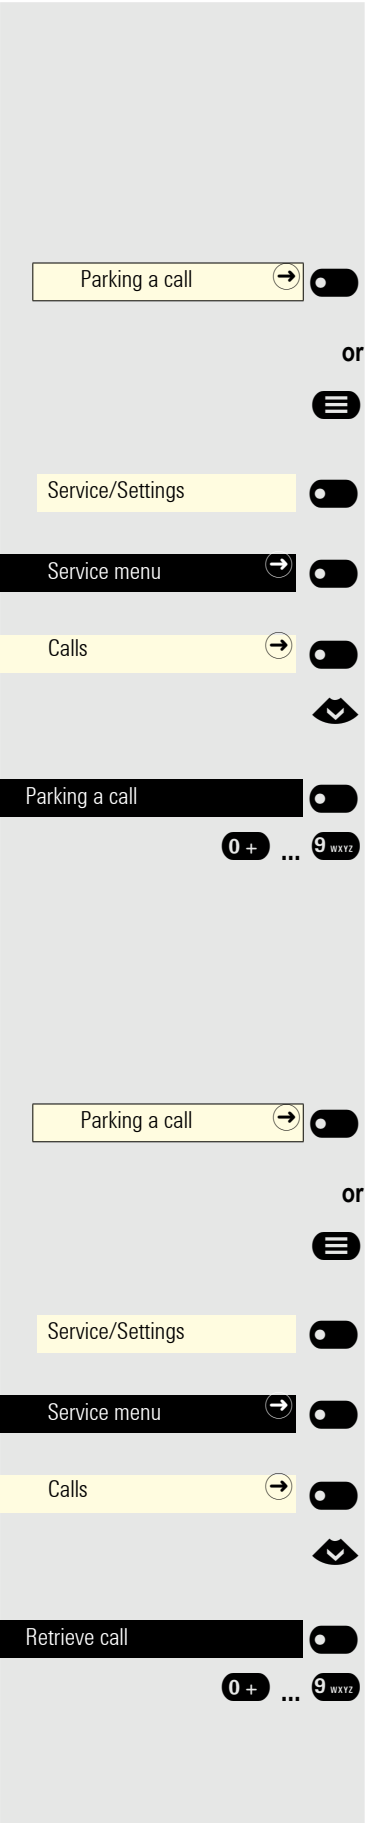 Parking a call
or
Service/Settings
Service menu
Calls
Parking a call
0 + ... 9 WXYZ
Parking a call
or
Service/Settings
Service menu
Calls
Retrieve call
0 + ... 9 WXYZ